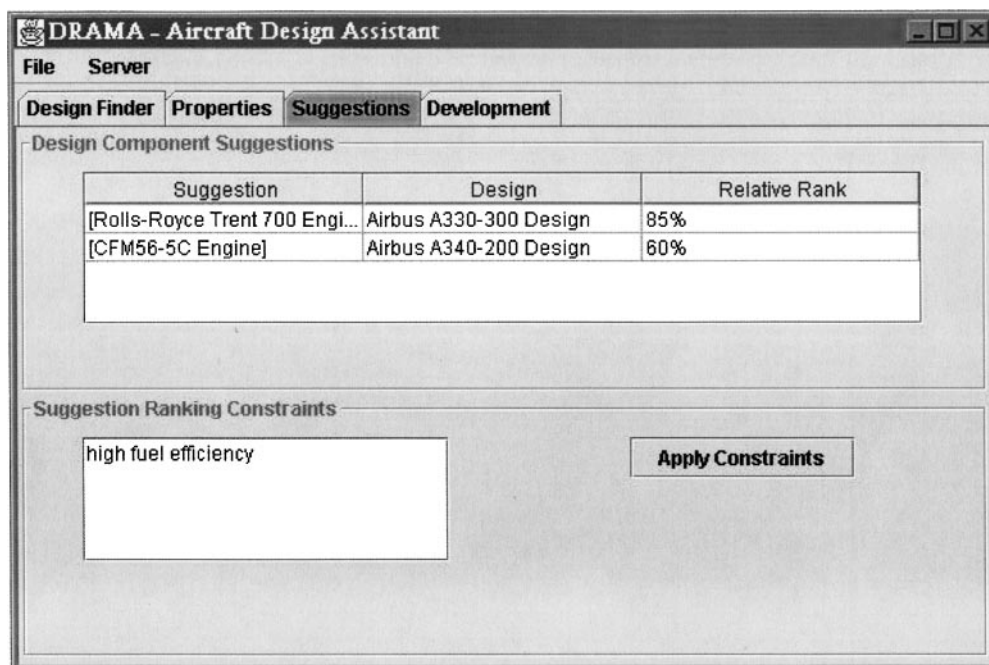 DRAMA - Aircraft Design Assistant
File Server
Design Finder Properties Suggestions Development
Design Component Suggestions
Suggestion Design Relative Rank
[Rolls-Royce Trent 700 Engi... Airbus A330-300 Design 85%
[CFM56-5C Engine] Airbus A340-200 Design 60%
Suggestion Ranking Constraints
high fuel efficiency
Apply Constraints